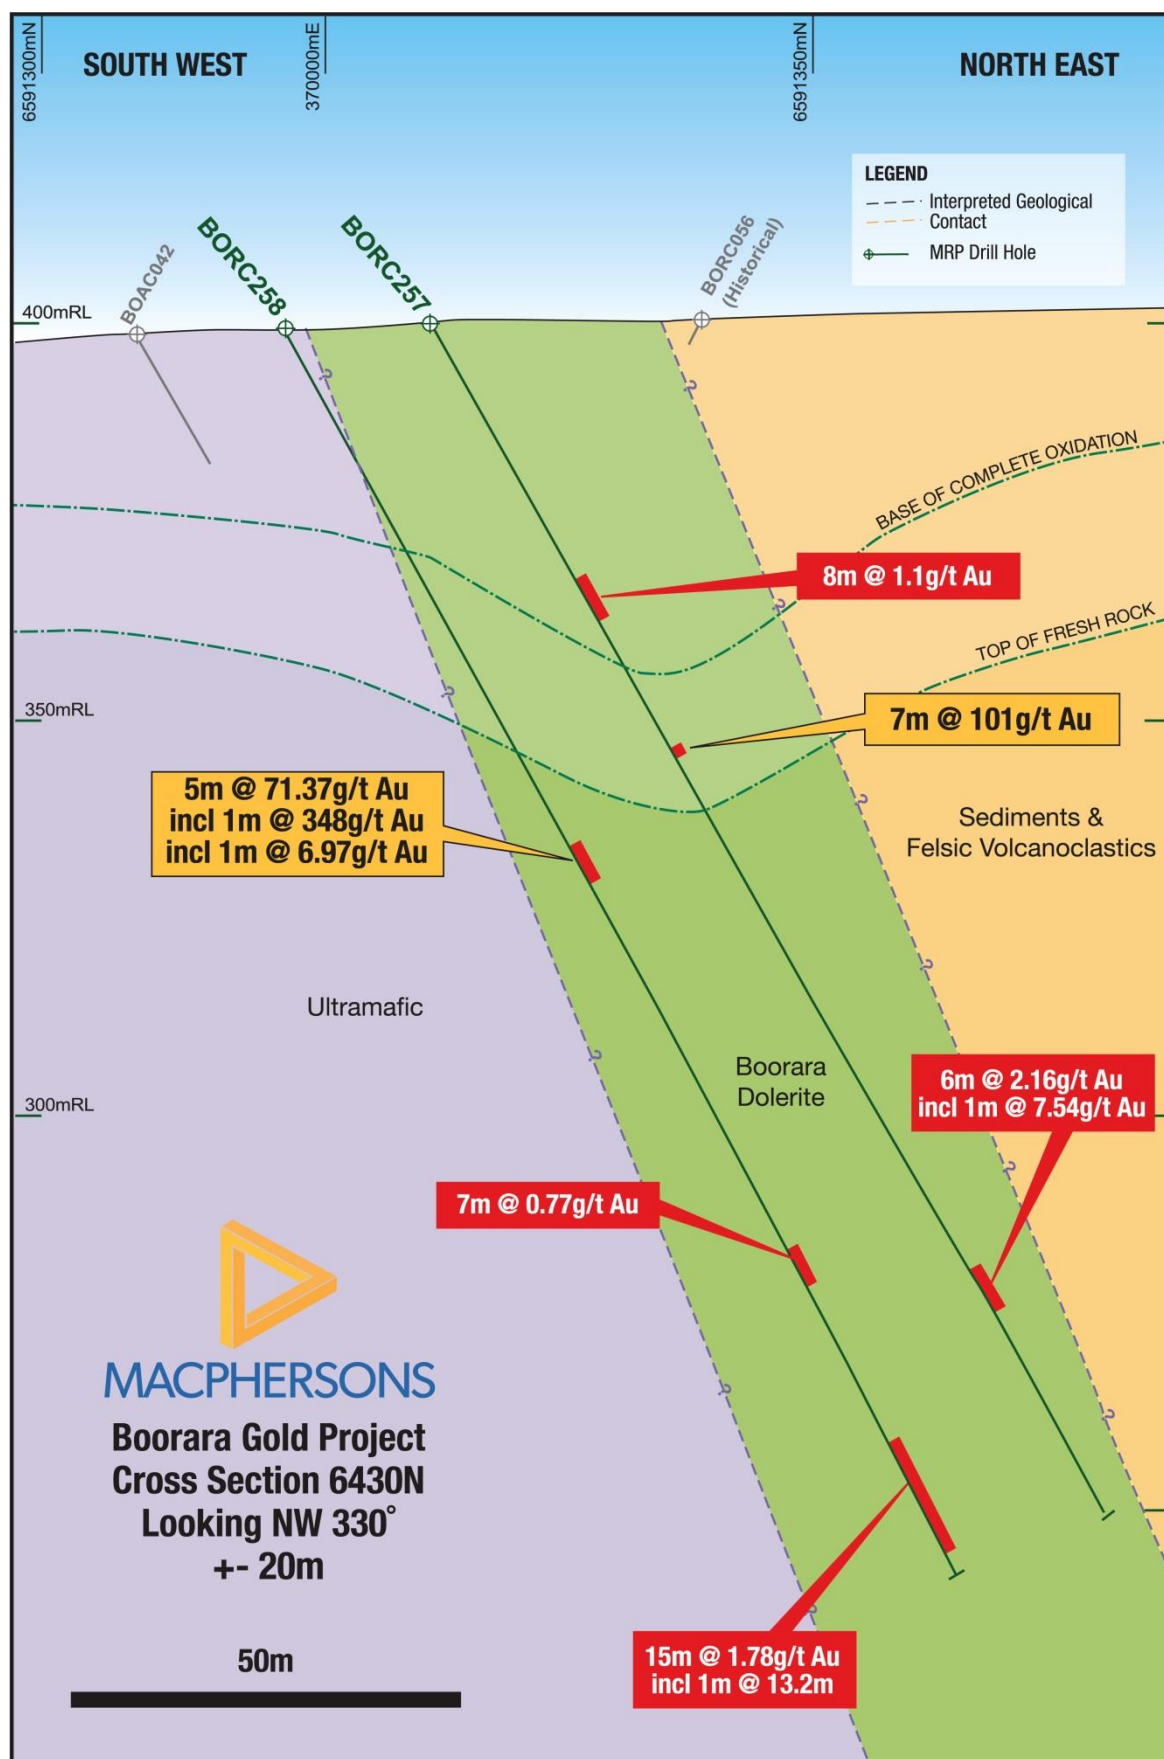 6591300mN
370000mE
6591350mN
SOUTH WEST
NORTH EAST
LEGEND
Interpreted Geological
Contact
MRP Drill Hole
BOAC042
BORC258
BORC257
BORC056
(Historical)
400mRL
BASE OF COMPLETE OXIDATION
8m @ 1.1g/t Au
TOP OF FRESH ROCK
350mRL
7m @ 101g/t Au
5m @ 71.37g/t Au
incl 1m @ 348g/t Au
incl 1m @ 6.97g/t Au
Sediments &
Felsic Volcanoclastics
Ultramafic
Boorara
Dolerite
6m @ 2.16g/t Au
incl 1m @ 7.54g/t Au
300mRL
7m @ 0.77g/t Au
MACPHERSONS
Boorara Gold Project
Cross Section 6430N
Looking NW 330°
+- 20m
15m @ 1.78g/t Au
incl 1m @ 13.2m
50m
?
?
?
?
?
?
?
?
?
?
?
?